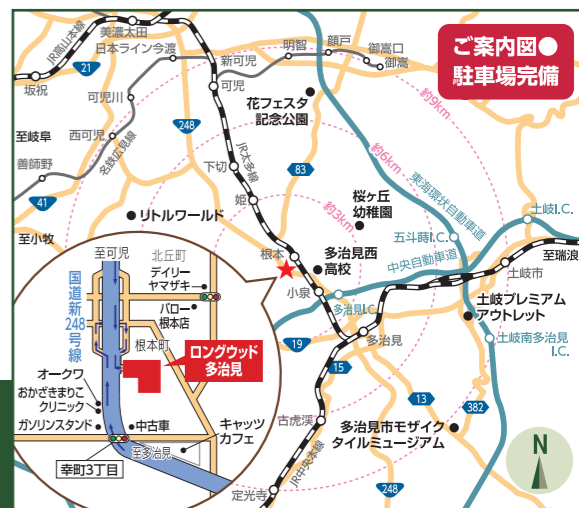 ご案内図●
駐車場完備
JR高山本線
美濃太田
日本ライン今渡
新可児
明智
顔戸
御嵩口
御嵩
21
坂祝
可児川
可児
花フェスタ
記念公園
約9km
至岐阜
西可児
248
名鉄広見線
善師野
下切
JR太多線
83
約6km
東海環状自動車道
41
リトルワールド
姫
桜ヶ丘
幼稚園
約3km
五斗蒔I.C.
土岐I.C.
至小牧
根本
多治見西
高校
中央自動車道
至瑞浪
土岐市
小泉
多治見I.C.
土岐プレミアム
アウトレット
19
多治見
土岐南多治見
I.C.
15
13
382
古虎渓
多治見市モザイク
タイルミュージアム
JR中央本線
248
定光寺
N
至可児
北丘町
デイリー
ヤマザキ
国道新248号線
バロー
根本店
根本町
ロングウッド
多治見
オークワ
おかざきまりこ
クリニック
ガソリンスタンド
中古車
キャッツ
カフェ
至多治見
幸町3丁目